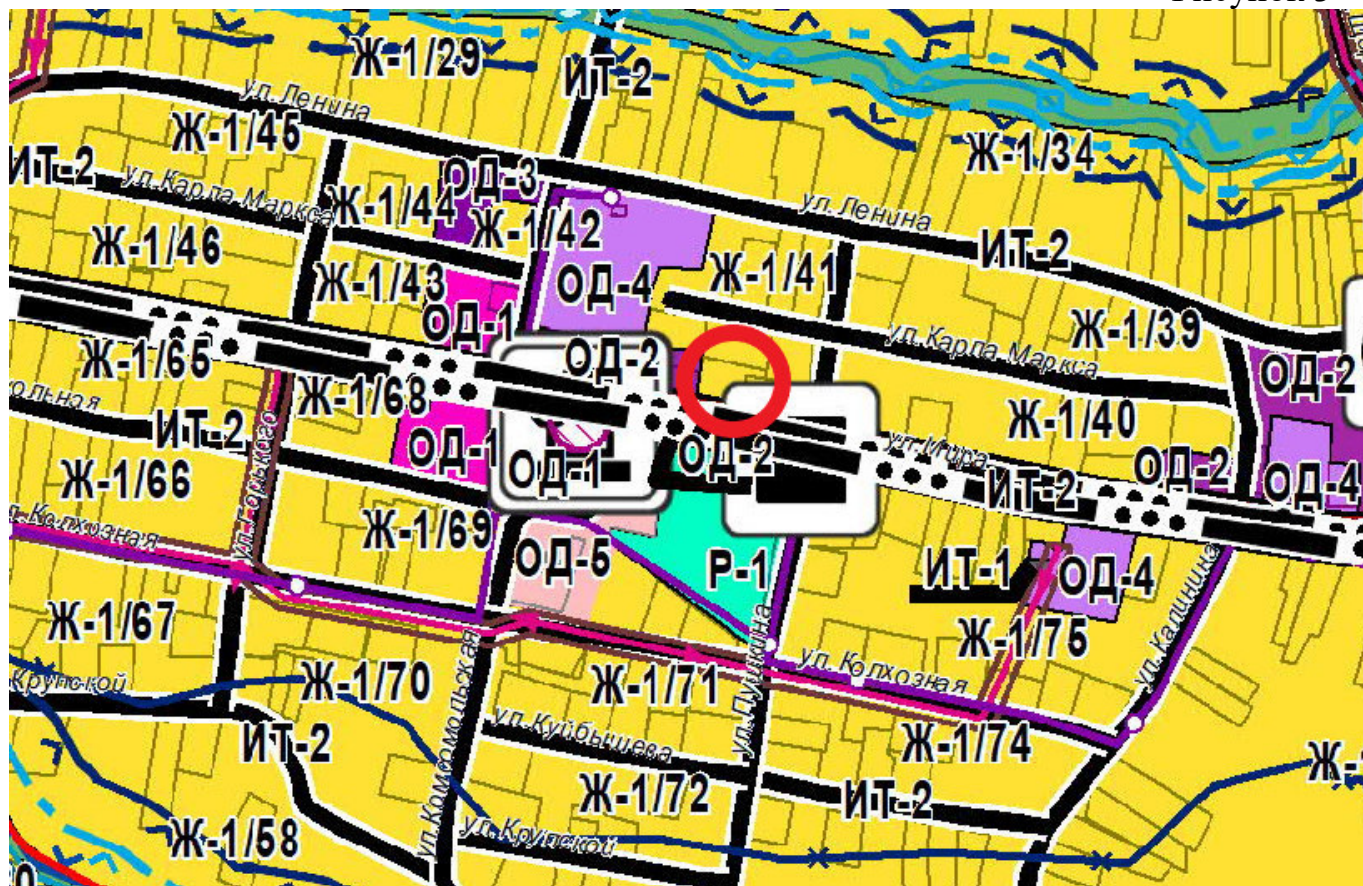 Ж-1/29
ИТ-2
ул.Ленина
Ж-1/45
Ж-1/34
ИТ-2
ул.Карла Маркса
Ж-1/44
ОД-3
Ж-1/42
ул.Ленина
ИТ-2
Ж-1/46
Ж-1/43
ОД-4
Ж-1/41
ОД-1
ул.Карла Маркса
Ж-1/39
Ж-1/65
Ж-1/68
ОД-2
ОД-2
Ж-1/40
ИТ-2
ОД-1
ОД-1
ОД-2
ул.Мира
ИТ-2
ОД-2
ОД-4
Ж-1/66
ул.Горького
Ж-1/69
ОД-5
Р-1
ИТ-1
ОД-4
Ж-1/67
Ж-1/75
ул.Калинина
ул.Колхозная
Ж-1/70
Ж-1/71
ул.Пушкина
ул.Комсомольская
ул.Куйбышева
Ж-1/74
ИТ-2
Ж-1/72
ИТ-2
Ж-1/58
ул.Крупской